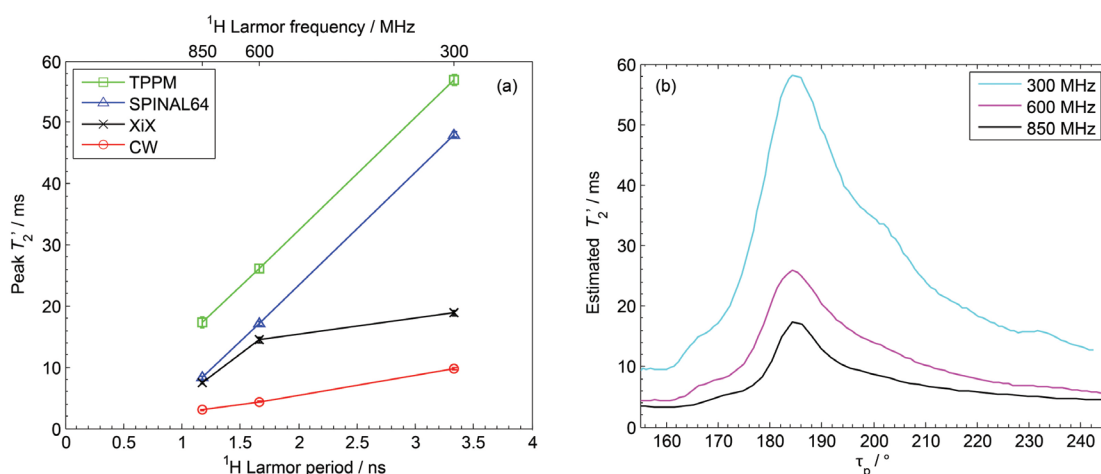 ¹H Larmor frequency / MHz
850 600 300
60
50
40
30
20
10
0
Peak T₂' / ms
(a)
TPPM
SPINAL64
XiX
CW
0 0.5 1 1.5 2 2.5 3 3.5 4
¹H Larmor period / ns
60
50
40
30
20
10
0
Estimated T₂' / ms
(b)
300 MHz
600 MHz
850 MHz
160 170 180 190 200 210 220 230 240
τₚ / °